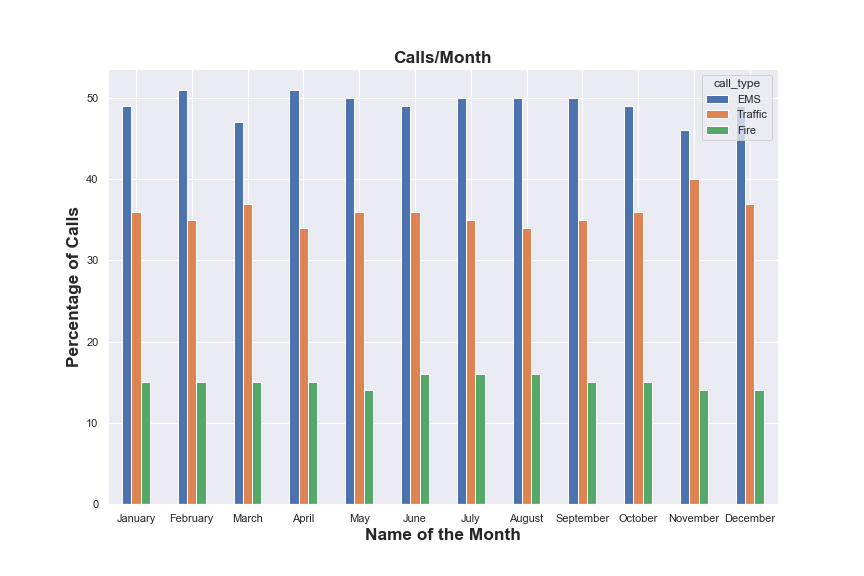 Calls/Month
call_type
EMS
Traffic
Fire
Percentage of Calls
50
40
30
20
10
0
January February March April May June July August September October November December
Name of the Month